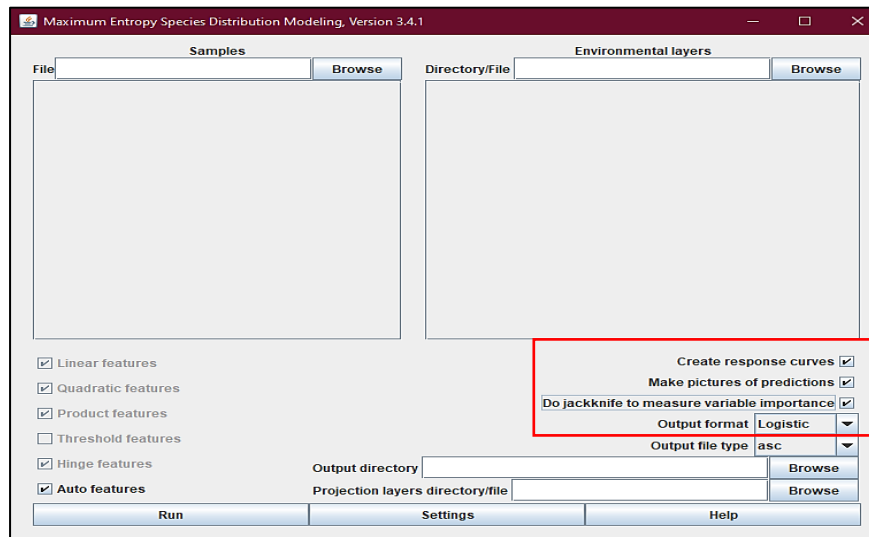 Maximum Entropy Species Distribution Modeling, Version 3.4.1
Samples
File Browse
Environmental layers
Directory/File Browse
Linear features
Quadratic features
Product features
Threshold features
Hinge features
Auto features
Create response curves
Make pictures of predictions
Do jackknife to measure variable importance
Output format Logistic
Output file type asc
Output directory Browse
Projection layers directory/file Browse
Run Settings Help